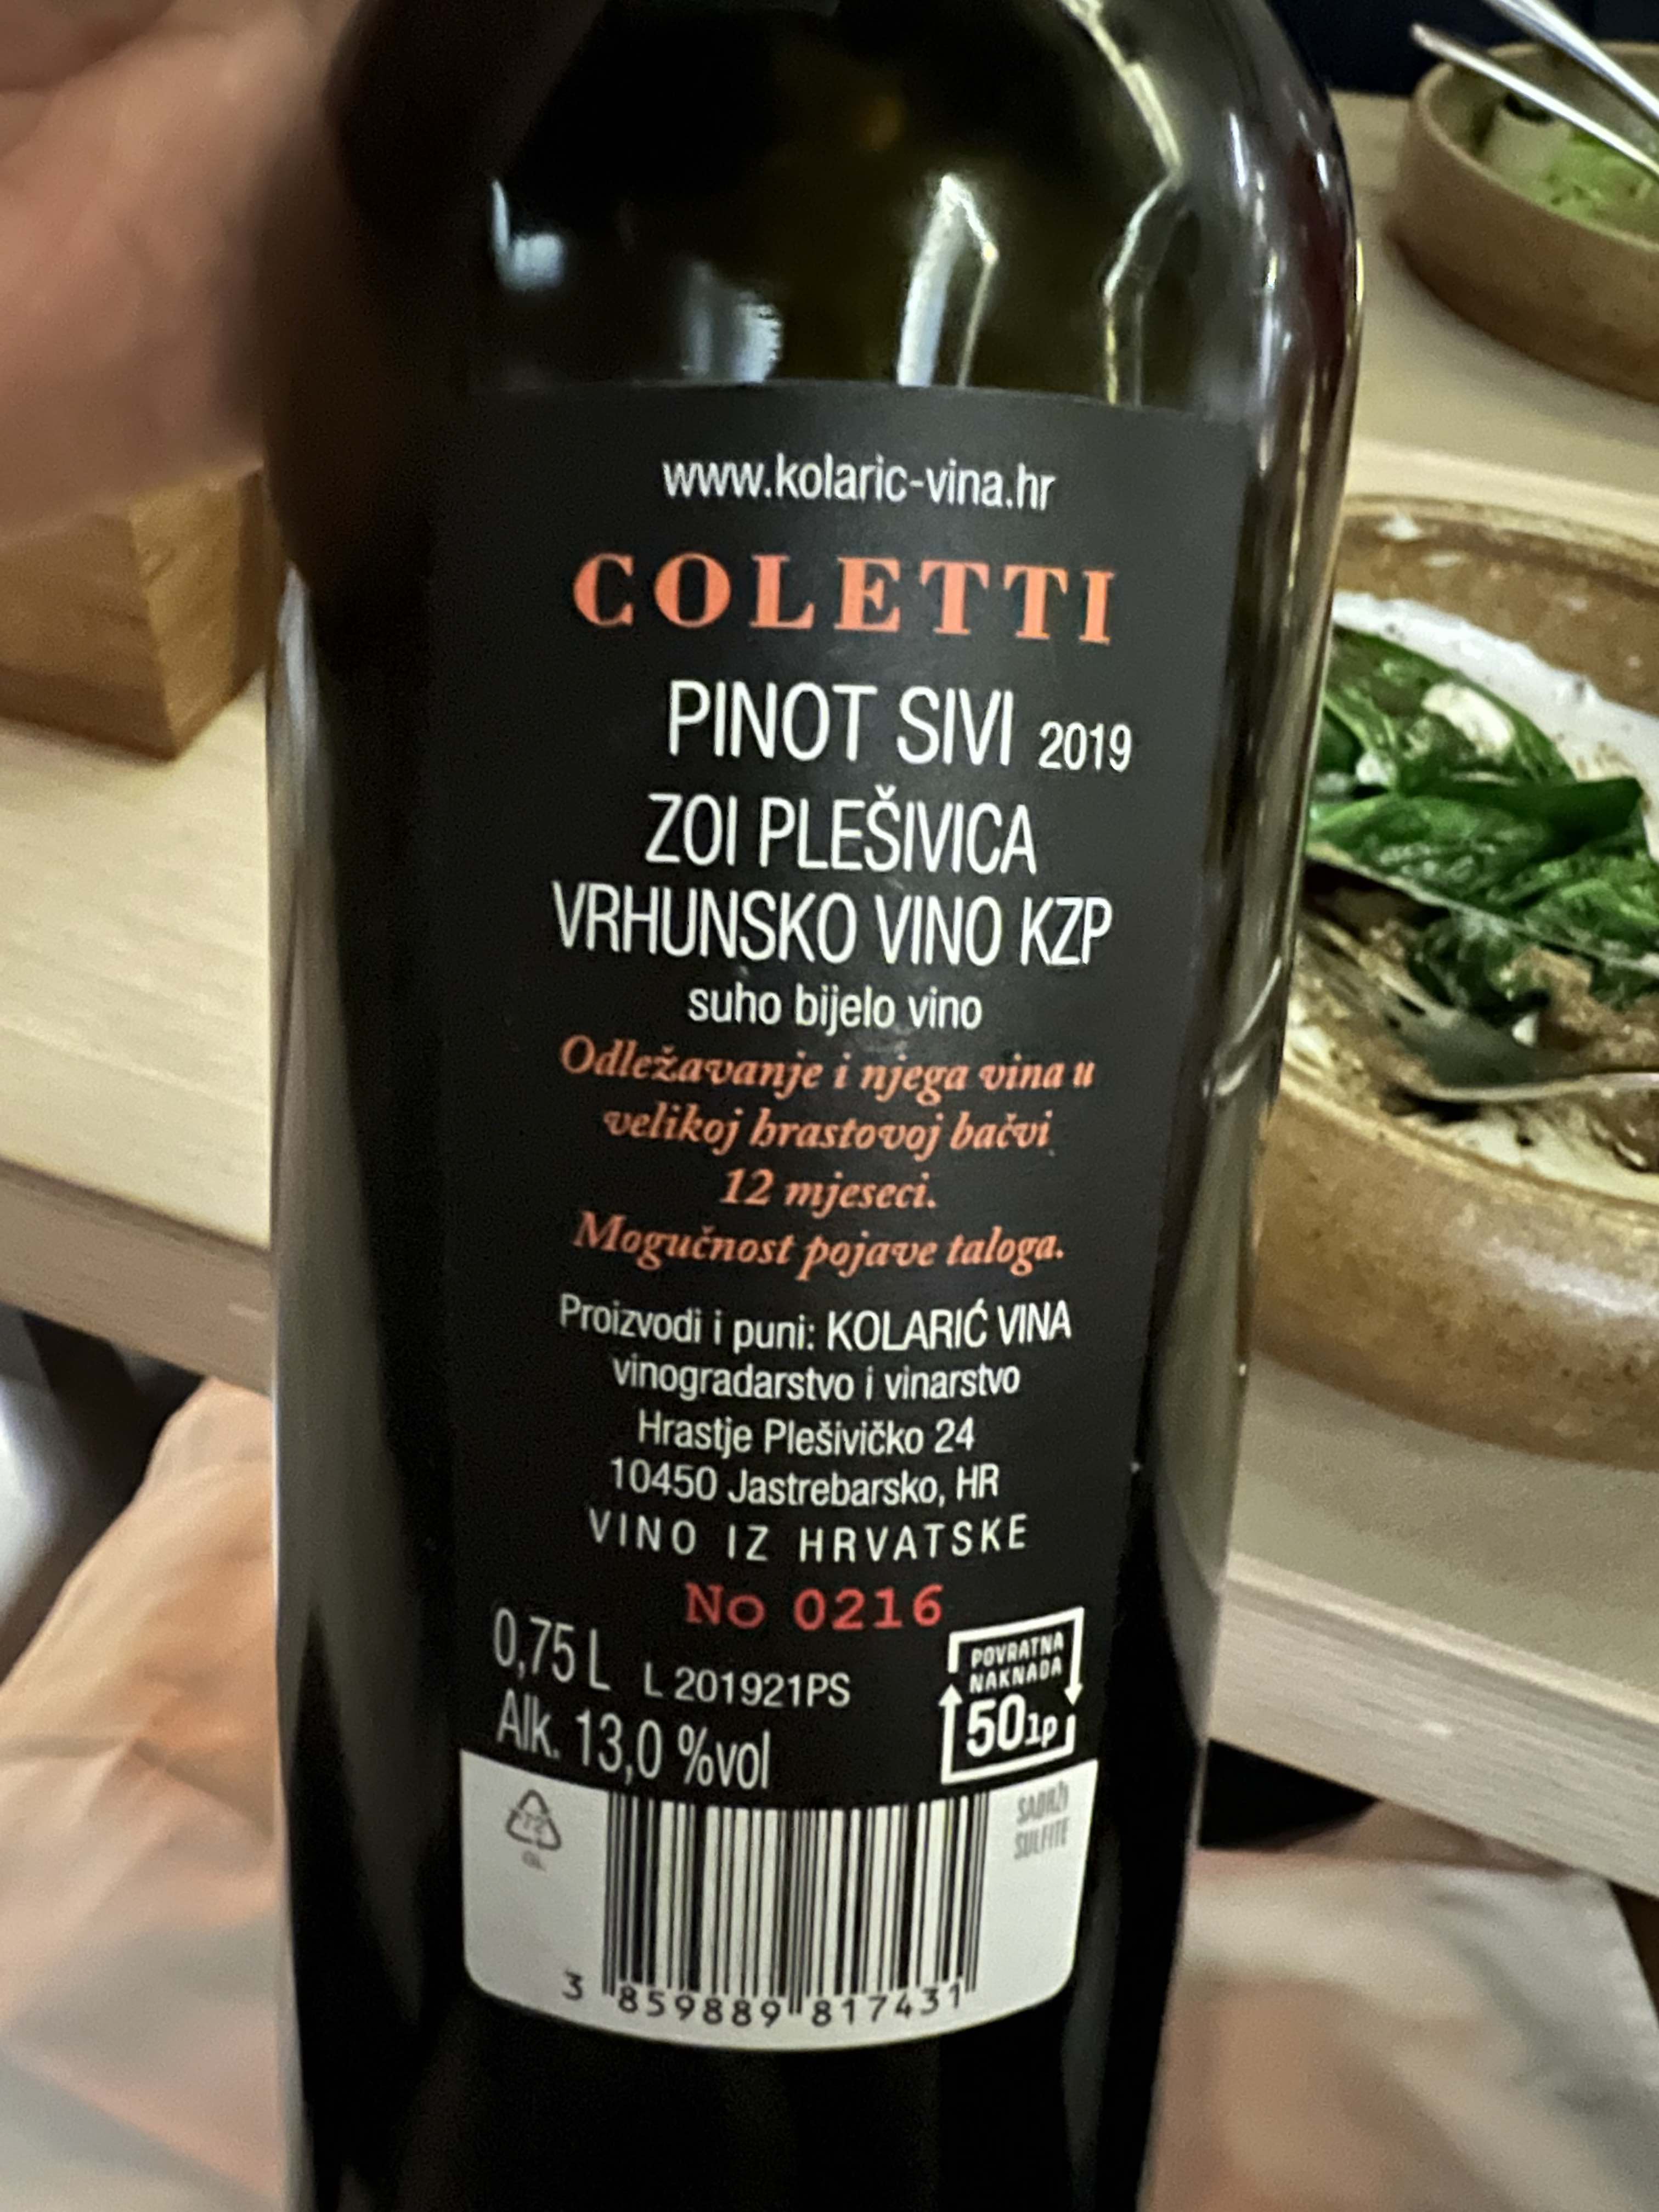 www.kolaric-vina.hr
COLETTI
PINOT SIVI 2019
ZOI PLEŠIVICA
VRHUNSKO VINO KZP
suho bijelo vino
Odležavanje i njega vina u
velikoj hrastovoj bačvi
12 mjeseci.
Mogučnost pojave taloga.
Proizvodi i puni: KOLARIĆ VINA
vinogradarstvo i vinarstvo
Hrastje Plešivičko 24
10450 Jastrebarsko, HR
VINO IZ HRVATSKE
No 0216
0,75 L L 201921PS
Alk. 13,0 %vol
POVRATNA
NAKNADA
50lp
SADRŽI
SULFITE
GL
3 859889 817431